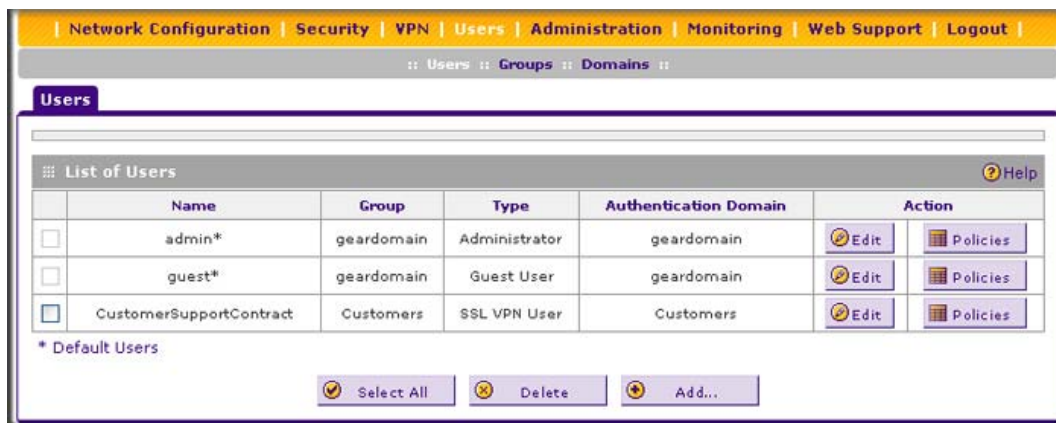 | Network Configuration | Security | VPN | Users | Administration | Monitoring | Web Support | Logout |
:: Users :: Groups :: Domains ::
Users
List of Users
Help
Name Group Type Authentication Domain Action
admin* geardomain Administrator geardomain Edit Policies
guest* geardomain Guest User geardomain Edit Policies
CustomerSupportContract Customers SSL VPN User Customers Edit Policies
* Default Users
Select All Delete Add...